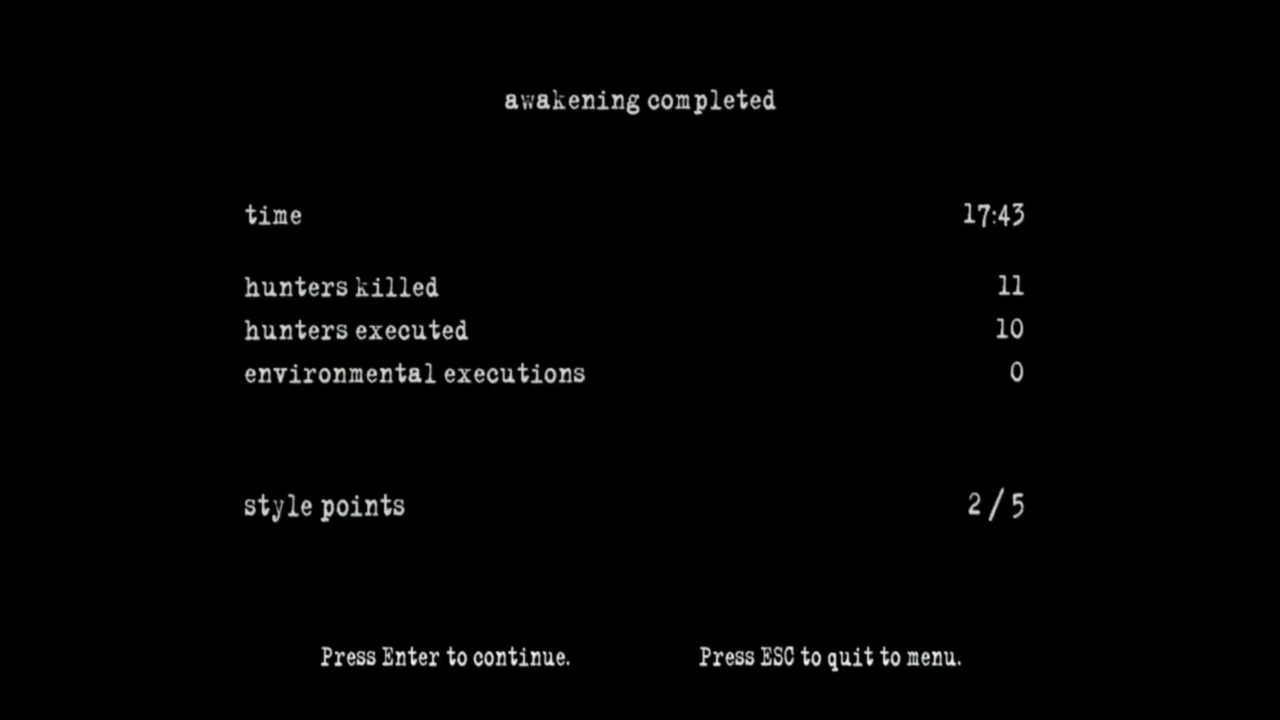 awakening completed
time 17:43
hunters killed 11
hunters executed 10
environmental executions 0
style points 2 / 5
Press Enter to continue. Press ESC to quit to menu.